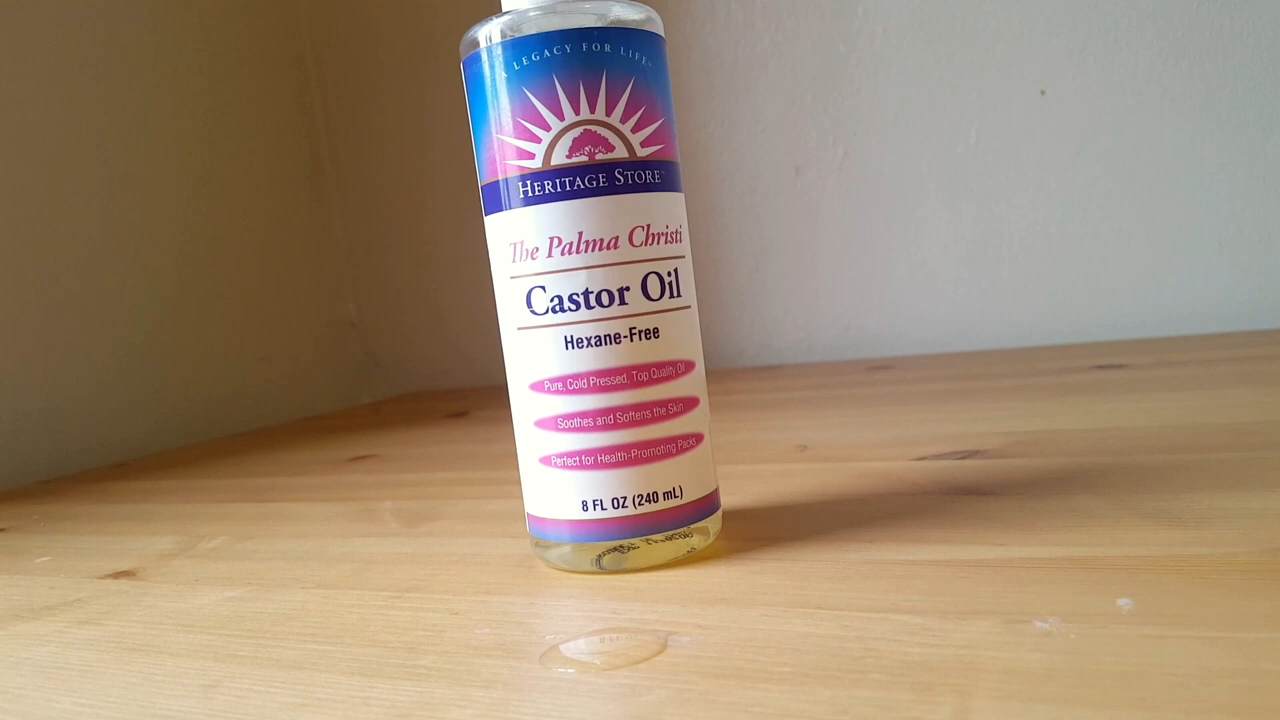 A LEGACY FOR LIFE
HERITAGE STORE™
The Palma Christi
Castor Oil
Hexane-Free
Pure, Cold Pressed, Top Quality Oil
Soothes and Softens the Skin
Perfect for Health-Promoting Packs
8 FL OZ (240 mL)